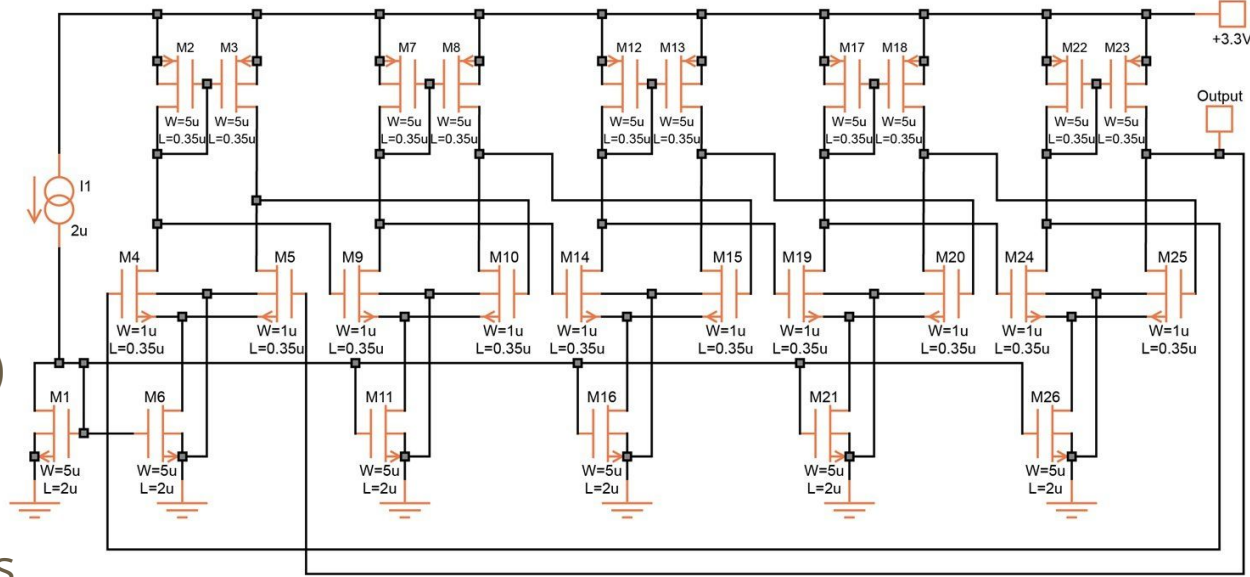 M2 M3 M7 M8 M12 M13 M17 M18 M22 M23
+3.3V
Output
W=5u W=5u W=5u W=5u W=5u W=5u W=5u W=5u W=5u W=5u
L=0.35u L=0.35u L=0.35u L=0.35u L=0.35u L=0.35u L=0.35u L=0.35u L=0.35u L=0.35u
I1
2u
M4 M5 M9 M10 M14 M15 M19 M20 M24 M25
W=1u W=1u W=1u W=1u W=1u W=1u W=1u W=1u W=1u W=1u
L=0.35u L=0.35u L=0.35u L=0.35u L=0.35u L=0.35u L=0.35u L=0.35u L=0.35u L=0.35u
)
M1 M6 M11 M16 M21 M26
W=5u W=5u W=5u W=5u W=5u W=5u
L=2u L=2u L=2u L=2u L=2u L=2u
s